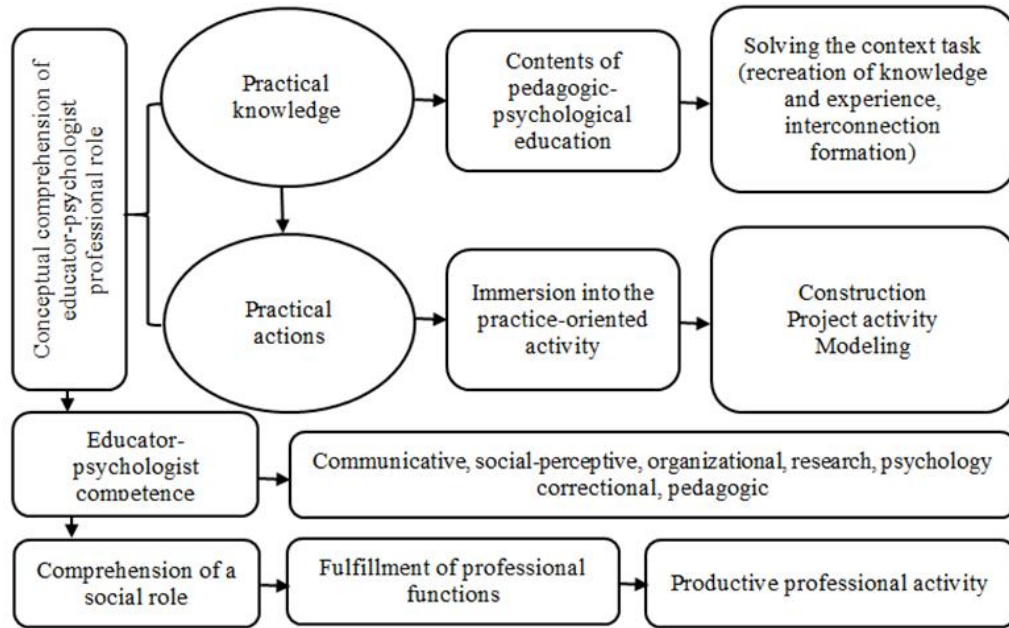 Conceptual comprehension of
educator-psychologist
professional role
Practical
knowledge
Contents of
pedagogic-
psychological
education
Solving the context task
(recreation of knowledge
and experience,
interconnection
formation)
Practical
actions
Immersion into the
practice-oriented
activity
Construction
Project activity
Modeling
Educator-
psychologist
competence
Communicative, social-perceptive, organizational, research, psychology
correctional, pedagogic
Comprehension of a
social role
Fulfillment of professional
functions
Productive professional activity